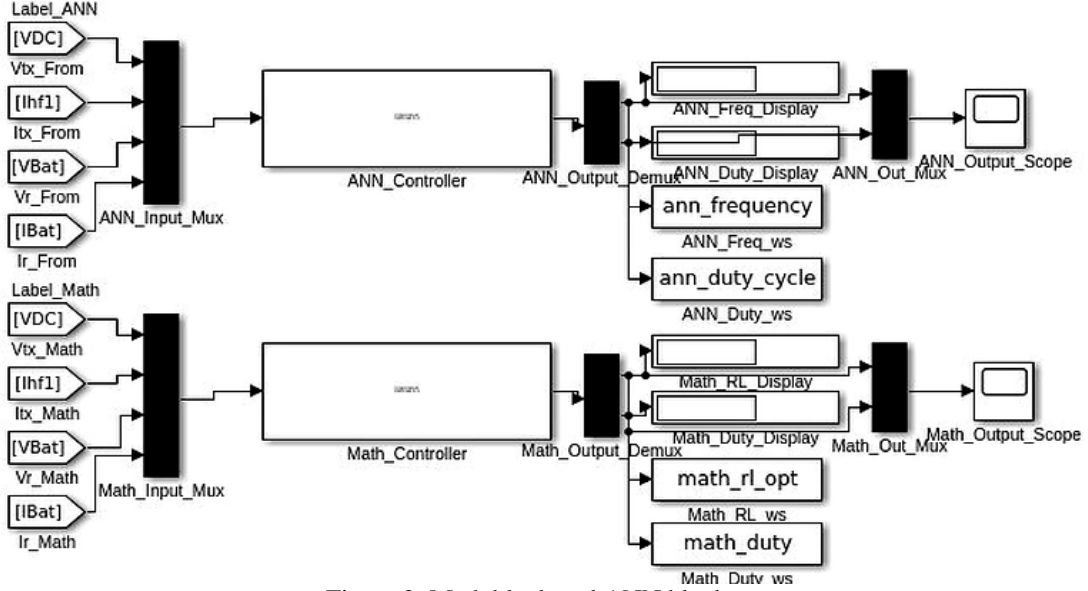 Label_ANN
[VDC]
Vtx_From
[Ihf1]
Itx_From
[VBat]
Vr_From
[IBat]
Ir_From
ANN_Input_Mux
ANN_Controller
ANN_Output_Demux
ANN_Freq_Display
ANN_Duty_Display
ann_frequency
ANN_Freq_ws
ann_duty_cycle
ANN_Duty_ws
ANN_Out_Mux
ANN_Output_Scope
Label_Math
[VDC]
Vtx_Math
[Ihf1]
Itx_Math
[VBat]
Vr_Math
[IBat]
Ir_Math
Math_Input_Mux
Math_Controller
Math_Output_Demux
Math_RL_Display
Math_Duty_Display
math_rl_opt
Math_RL_ws
math_duty
Math_Duty_ws
Math_Out_Mux
Math_Output_Scope